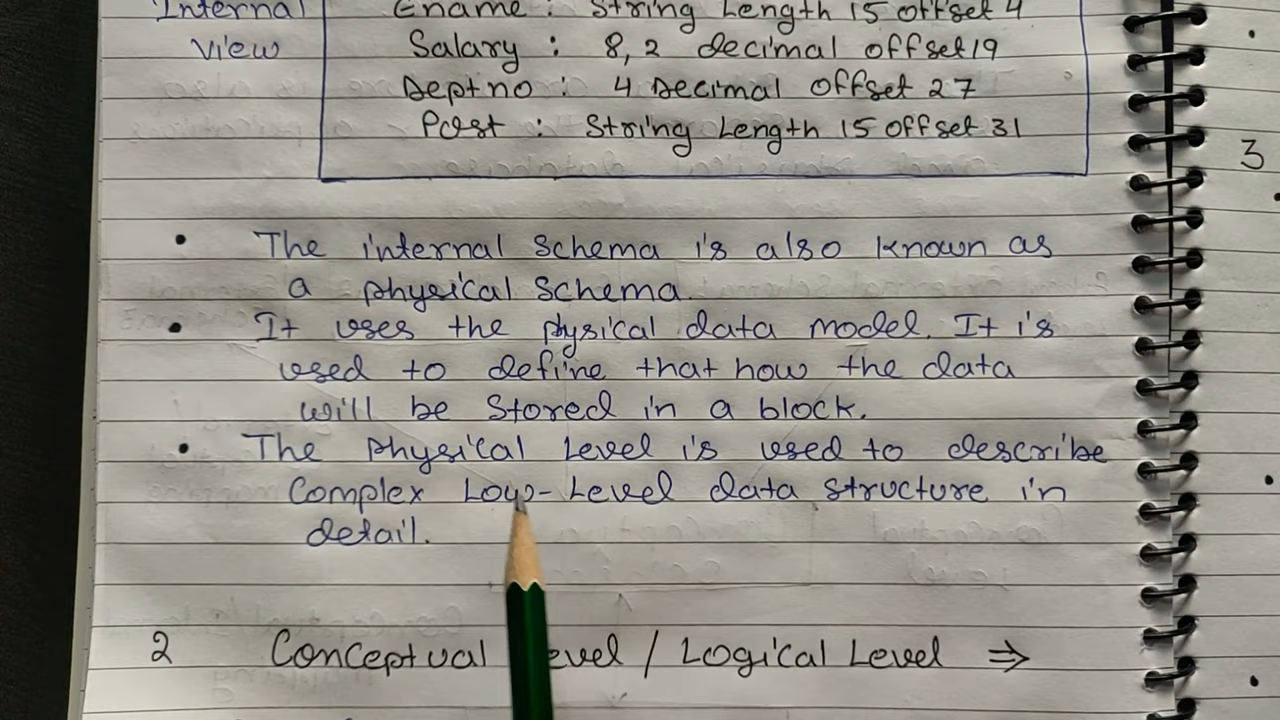 Internal
View
Ename : String Length 15 offset 4
Salary : 8,2 decimal offset 19
Deptno : 4 Decimal offset 27
Post : String Length 15 offset 31
3
• The internal schema is also known as
a physical schema.
• It uses the physical data model. It is
used to define that how the data
will be stored in a block.
• The physical Level is used to describe
Complex Low-Level data structure in
detail.
2 Conceptual Level / Logical Level ⇒